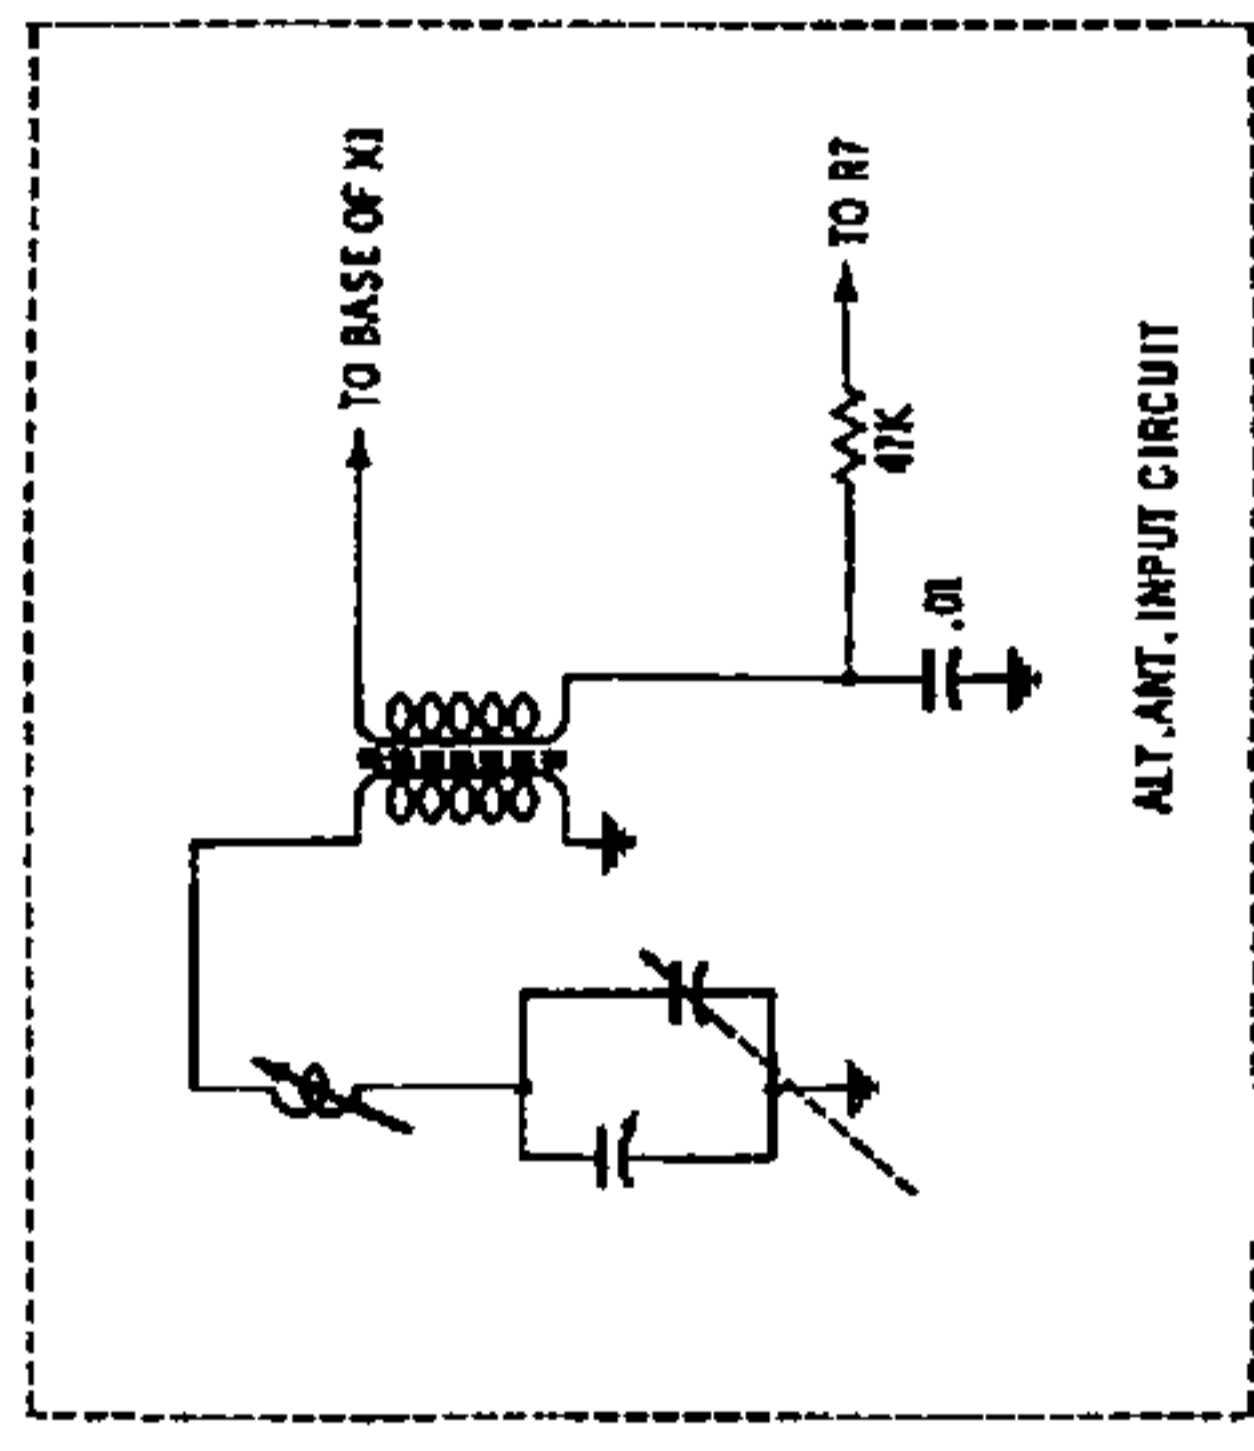 TO BASE OF X1
TO R7
47K
.01
ALT. ANT. INPUT CIRCUIT